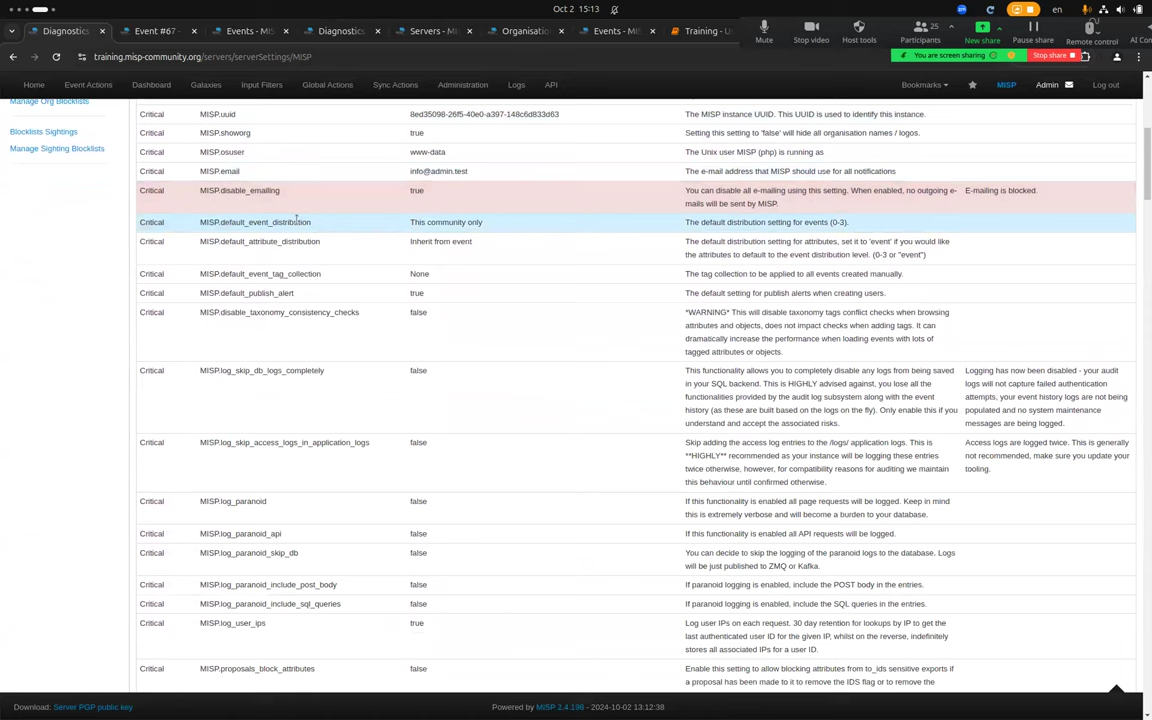 Oct 2 15:13
en
Diagnostics
Event #67 -
Events - MIS
Diagnostics
Servers - M
Organisatio
Events - MI
Training - U
Mute
Stop video
Host tools
Participants
25
New share
Pause share
Remote control
AI Co
You are screen sharing
Stop share
training.misp-community.org/servers/serverSettings/MISP
Home Event Actions Dashboard Galaxies Input Filters Global Actions Sync Actions Administration Logs API
Bookmarks MISP Admin Log out
Manage Org Blocklists
Blocklists Sightings
Manage Sighting Blocklists
Critical MISP.uuid 8ed35098-26f5-40e0-a397-148c6d833d63 The MISP instance UUID. This UUID is used to identify this instance.
Critical MISP.showorg true Setting this setting to 'false' will hide all organisation names / logos.
Critical MISP.osuser www-data The Unix user MISP (php) is running as
Critical MISP.email info@admin.test The e-mail address that MISP should use for all notifications
Critical MISP.disable_emailing true You can disable all e-mailing using this setting. When enabled, no outgoing e- E-mailing is blocked.
mails will be sent by MISP.
Critical MISP.default_event_distribution This community only The default distribution setting for events (0-3).
Critical MISP.default_attribute_distribution Inherit from event The default distribution setting for attributes, set it to 'event' if you would like
the attributes to default to the event distribution level. (0-3 or "event")
Critical MISP.default_event_tag_collection None The tag collection to be applied to all events created manually.
Critical MISP.default_publish_alert true The default setting for publish alerts when creating users.
Critical MISP.disable_taxonomy_consistency_checks false *WARNING* This will disable taxonomy tags conflict checks when browsing
attributes and objects, does not impact checks when adding tags. It can
dramatically increase the performance when loading events with lots of
tagged attributes or objects.
Critical MISP.log_skip_db_logs_completely false This functionality allows you to completely disable any logs from being saved Logging has now been disabled - your audit
in your SQL backend. This is HIGHLY advised against, you lose all the logs will not capture failed authentication
functionalities provided by the audit log subsystem along with the event attempts, your event history logs are not being
history (as these are built based on the logs on the fly). Only enable this if you populated and no system maintenance
understand and accept the associated risks. messages are being logged.
Critical MISP.log_skip_access_logs_in_application_logs false Skip adding the access log entries to the /logs/ application logs. This is Access logs are logged twice. This is generally
**HIGHLY** recommended as your instance will be logging these entries not recommended, make sure you update your
twice otherwise, however, for compatibility reasons for auditing we maintain tooling.
this behaviour until confirmed otherwise.
Critical MISP.log_paranoid false If this functionality is enabled all page requests will be logged. Keep in mind
this is extremely verbose and will become a burden to your database.
Critical MISP.log_paranoid_api false If this functionality is enabled all API requests will be logged.
Critical MISP.log_paranoid_skip_db false You can decide to skip the logging of the paranoid logs to the database. Logs
will be just published to ZMQ or Kafka.
Critical MISP.log_paranoid_include_post_body false If paranoid logging is enabled, include the POST body in the entries.
Critical MISP.log_paranoid_include_sql_queries false If paranoid logging is enabled, include the SQL queries in the entries.
Critical MISP.log_user_ips true Log user IPs on each request. 30 day retention for lookups by IP to get the
last authenticated user ID for the given IP, whilst on the reverse, indefinitely
stores all associated IPs for a user ID.
Critical MISP.proposals_block_attributes false Enable this setting to allow blocking attributes from to_ids sensitive exports if
a proposal has been made to it to remove the IDS flag or to remove the
Download: Server PGP public key
Powered by MISP 2.4.198 - 2024-10-02 13:12:38